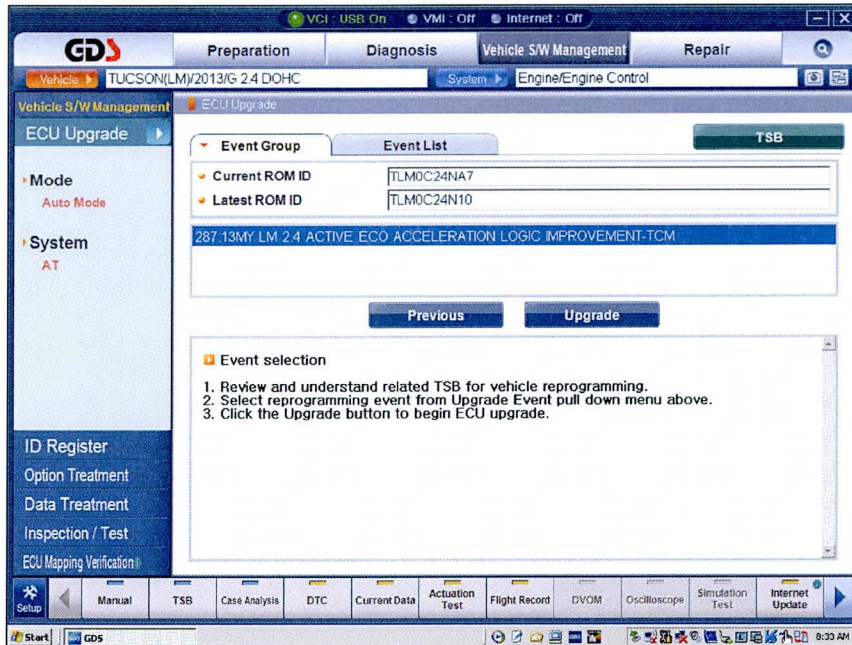 VCI : USB On VMI : Off Internet : Off
GDS Preparation Diagnosis Vehicle S/W Management Repair
Vehicle TUCSON(LM)/2013/G 2.4 DOHC System Engine/Engine Control
Vehicle S/W Management
ECU Upgrade
ECU Upgrade
Mode
Auto Mode
System
AT
Event Group Event List TSB
Current ROM ID TLM0C24NA7
Latest ROM ID TLM0C24N10
287.13MY LM 2.4 ACTIVE ECO ACCELERATION LOGIC IMPROVEMENT-TCM
Previous Upgrade
Event selection
1. Review and understand related TSB for vehicle reprogramming.
2. Select reprogramming event from Upgrade Event pull down menu above.
3. Click the Upgrade button to begin ECU upgrade.
ID Register
Option Treatment
Data Treatment
Inspection / Test
ECU Mapping Verification
Setup Manual TSB Case Analysis DTC Current Data Actuation Test Flight Record DVOM Oscilloscope Simulation Test Internet Update
Start GDS 8:33 AM